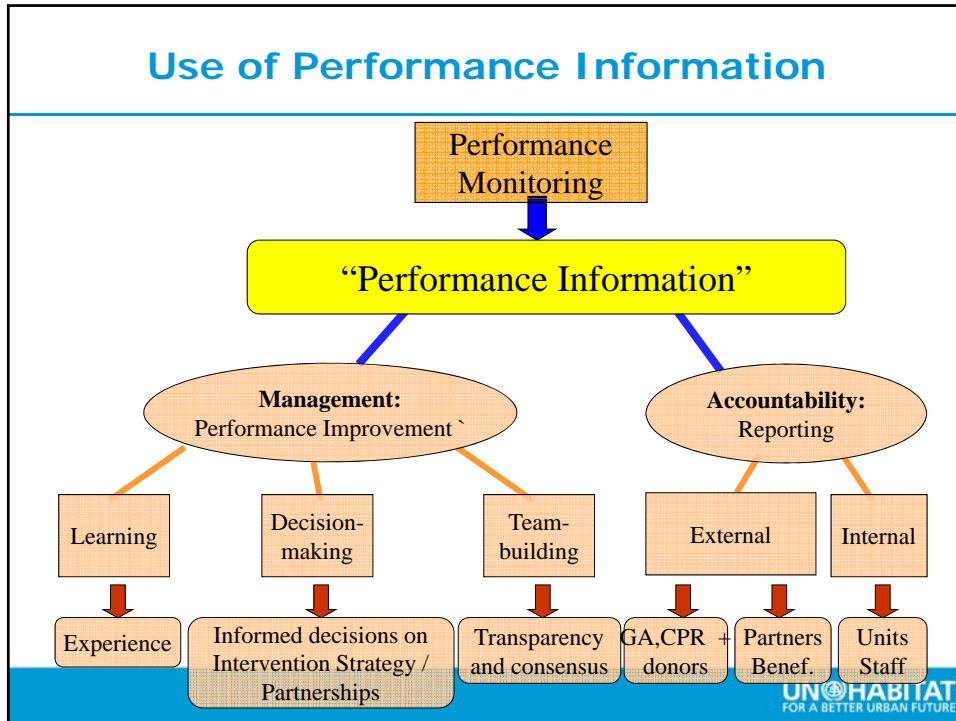 Use of Performance Information
Performance
Monitoring
“Performance Information”
Management:
Performance Improvement `
Accountability:
Reporting
Learning
Decision-
making
Team-
building
External
Internal
Experience
Informed decisions on
Intervention Strategy /
Partnerships
Transparency
and consensus
GA,CPR +
donors
Partners
Benef.
Units
Staff
UN HABITAT
FOR A BETTER URBAN FUTURE